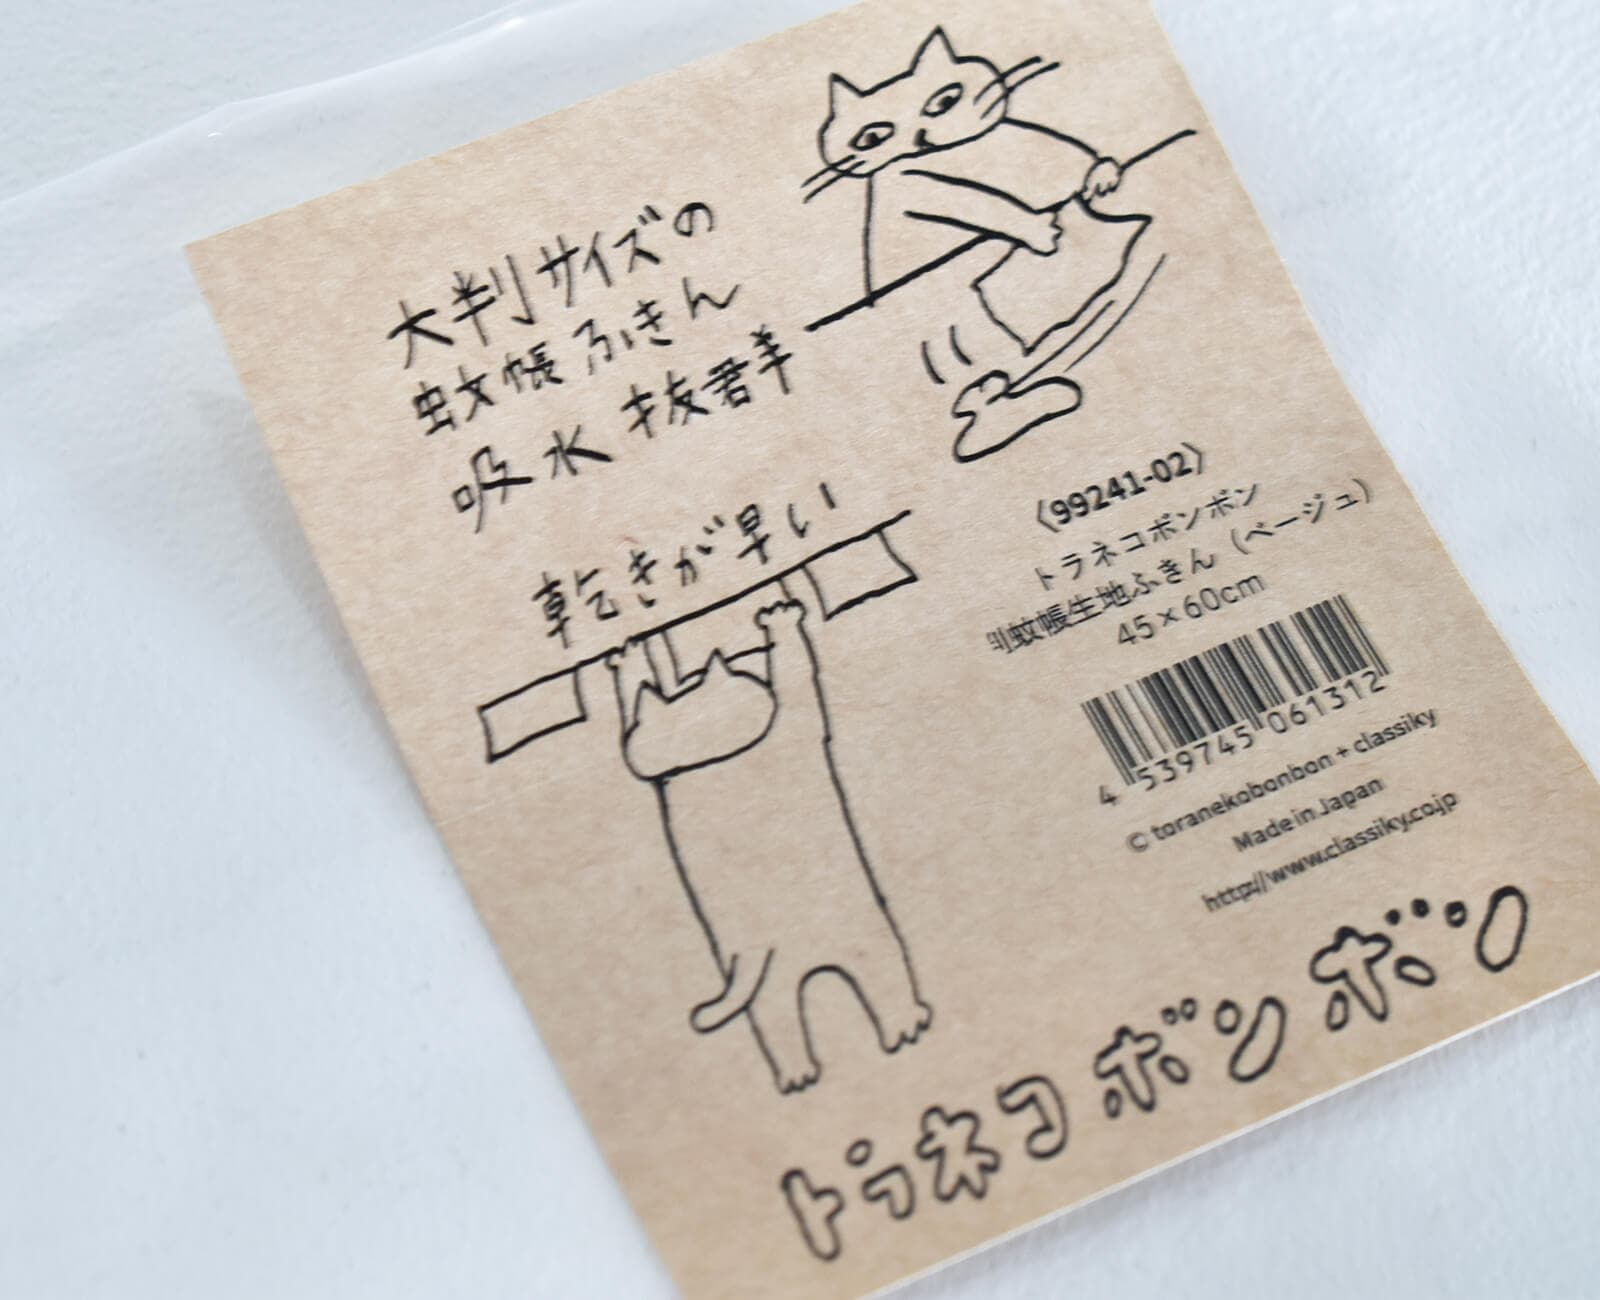 大判サイズの
蚊帳ふきん
吸水 抜群
乾きが早い
〈99241-02〉
トラネコボンボン
判蚊帳生地ふきん（ベージュ）
45×60cm
4 539745 061312
© toranekobonbon + classiky
Made in Japan
http://www.classiky.co.jp
トラネコボンボン